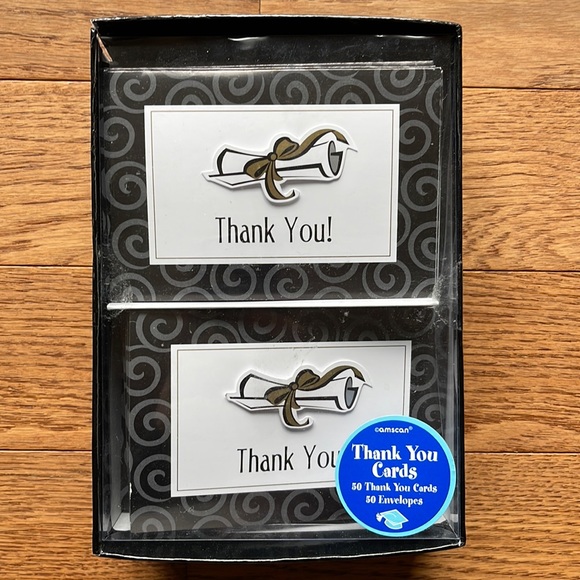 Thank You!
Thank You
©amscan®
Thank You
Cards
50 Thank You Cards
50 Envelopes